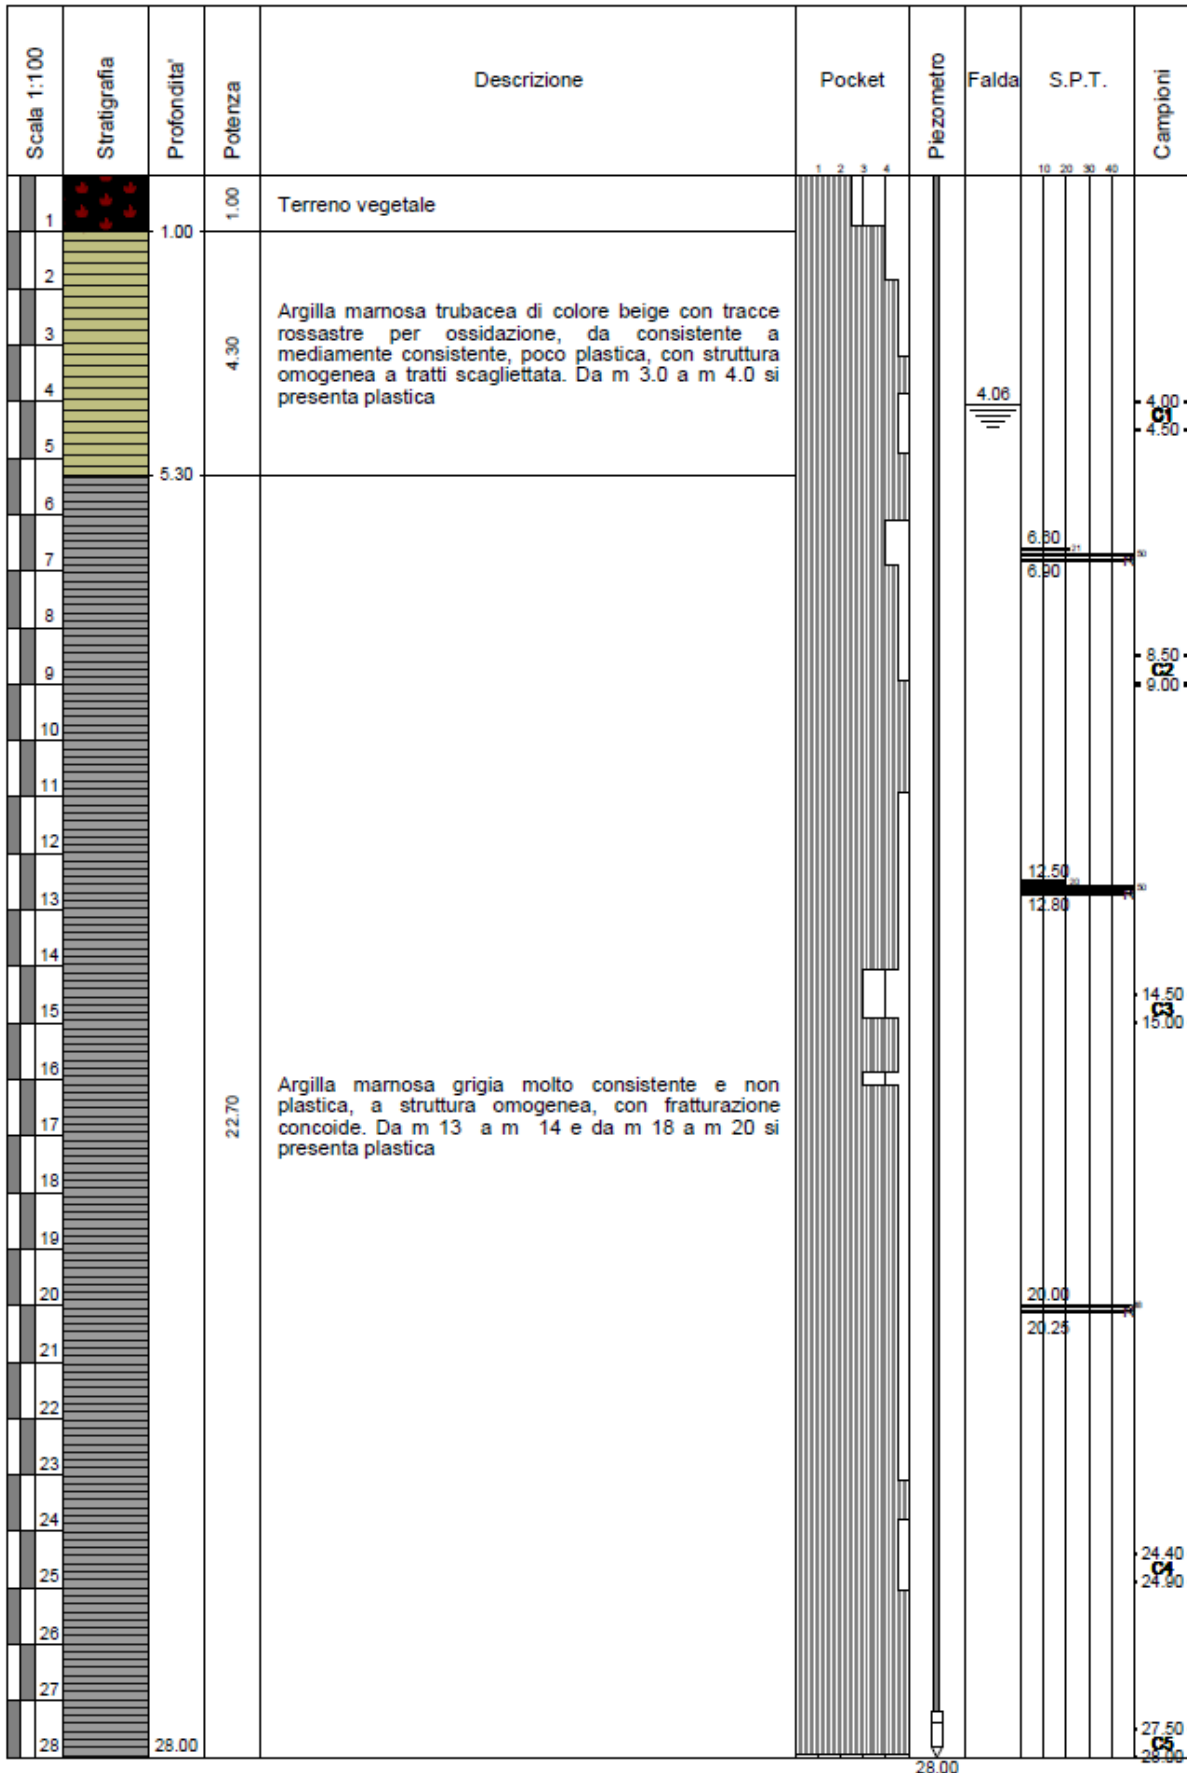 Scala 1:100
Stratigrafia
Profondita'
Potenza
Descrizione
Pocket
Piezometro
Falda
S.P.T.
Campioni
1 2 3 4
10 20 30 40
1
1.00
1.00
Terreno vegetale
2
3
4
5
4.30
Argilla marnosa trubacea di colore beige con tracce
rossastre per ossidazione, da consistente a
mediamente consistente, poco plastica, con struttura
omogenea a tratti scagliettata. Da m 3.0 a m 4.0 si
presenta plastica
4.06
4.00
C1
4.50
5.30
6
7
8
9
10
11
12
13
14
15
16
17
18
19
20
21
22
23
24
25
26
27
28
6.60
21
50
6.90
8.50
C2
9.00
12.50
20
50
12.80
14.50
C3
15.00
22.70
Argilla marnosa grigia molto consistente e non
plastica, a struttura omogenea, con fratturazione
concoide. Da m 13 a m 14 e da m 18 a m 20 si
presenta plastica
20.00
20.25
24.40
C4
24.90
27.50
C5
28.00
28.00
28.00